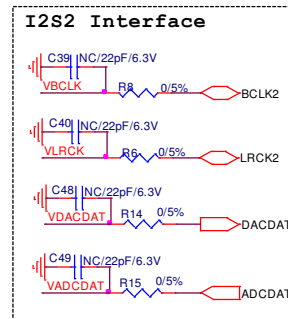 I2S2 Interface
C39 NC/22pF/6.3V
VBCLK R8 0/5% BCLK2
C40 NC/22pF/6.3V
VLRCK R6 0/5% LRCK2
C48 NC/22pF/6.3V
VDACDAT R14 0/5% DACDAT
C49 NC/22pF/6.3V
VADCDAT R15 0/5% ADCDAT